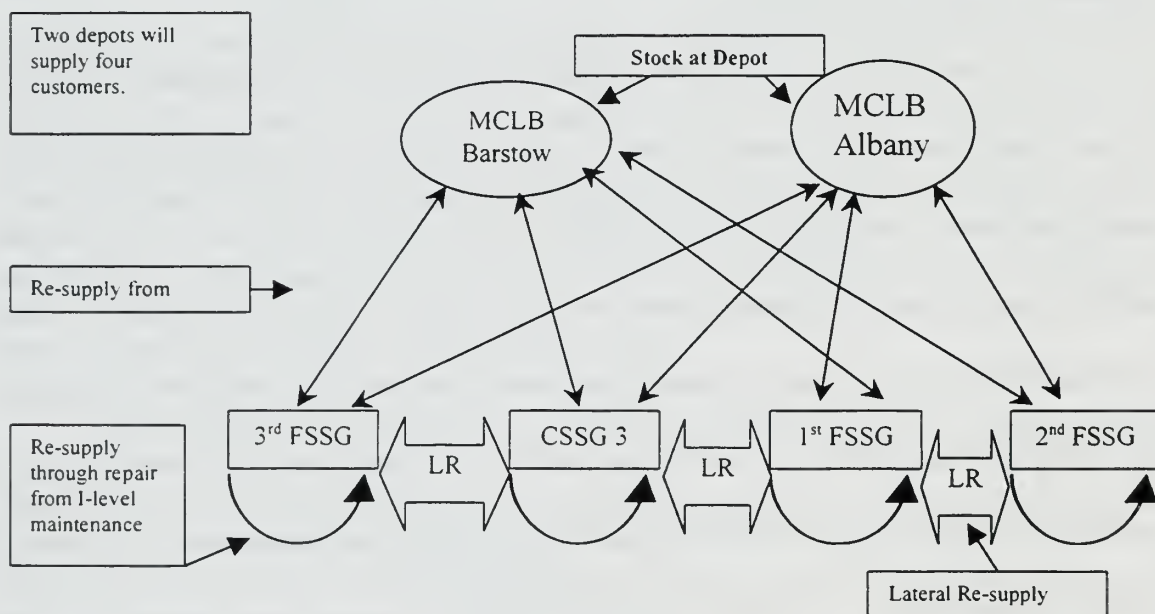 Two depots will
supply four
customers.
Stock at Depot
MCLB
Barstow
MCLB
Albany
Re-supply from
3rd FSSG
CSSG 3
1st FSSG
2nd FSSG
LR
LR
LR
Re-supply
through repair
from I-level
maintenance
Lateral Re-supply